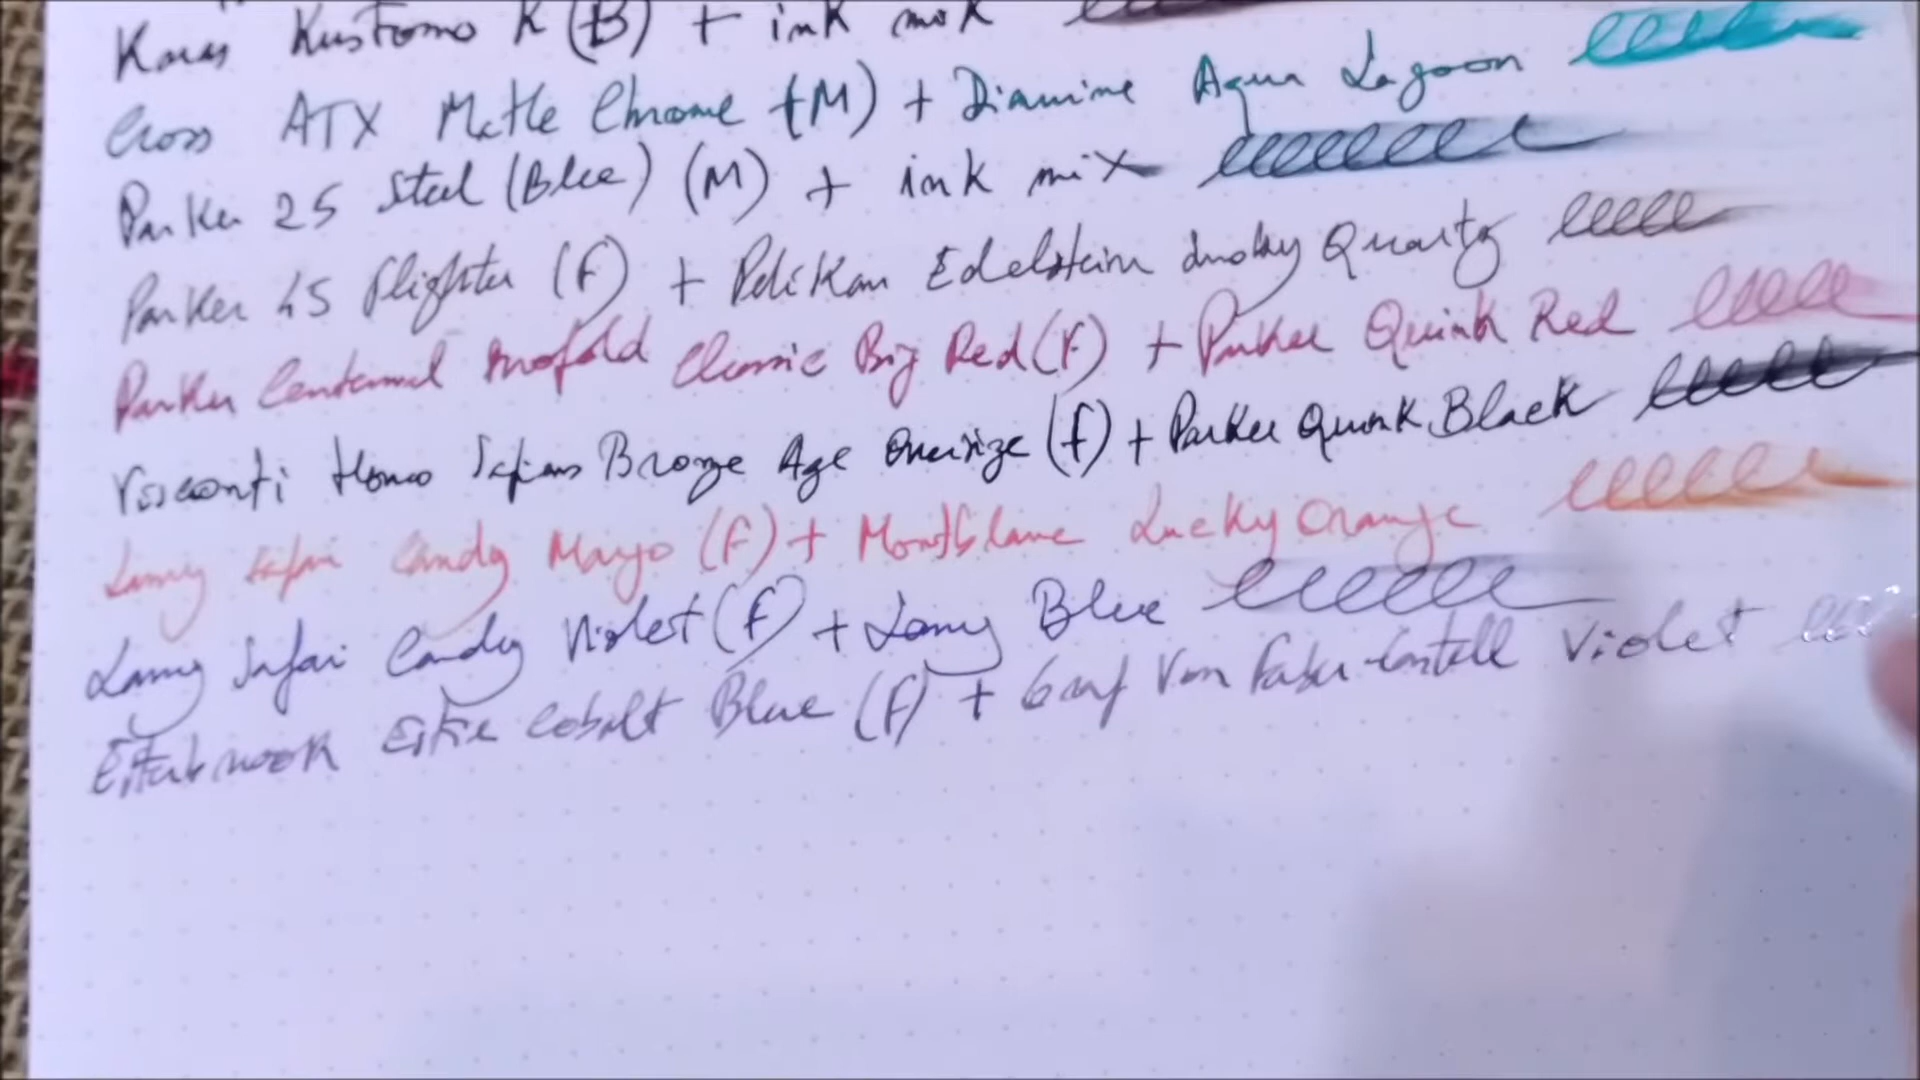 Karas Kustoms K (B) + ink mix
Cross ATX Matte Chrome (M) + Diamine Aqua Lagoon
Parker 25 Steel (Blue) (M) + ink mix
Parker 45 Flighter (F) + Pelikan Edelstein Smoky Quartz
Parker Centennial Duofold Classic Big Red (F) + Parker Quink Red
Visconti Homo Sapiens Bronze Age Oversize (F) + Parker Quink Black
Lamy Safari Candy Mango (F) + Montblanc Lucky Orange
Lamy Safari Candy Violet (F) + Lamy Blue
Esterbrook Estie Cobalt Blue (F) + Graf Von Faber-Castell Violet